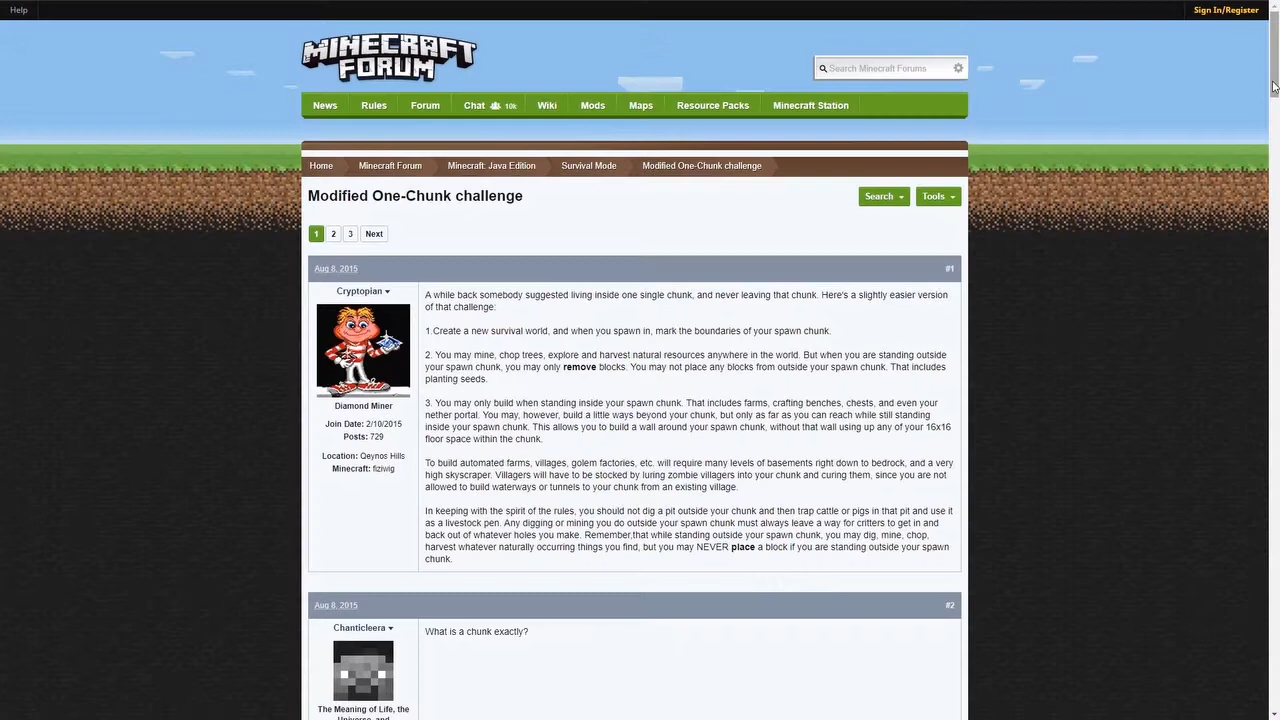 Help
Sign In/Register
MINECRAFT
FORUM
Search Minecraft Forums
News
Rules
Forum
Chat
10k
Wiki
Mods
Maps
Resource Packs
Minecraft Station
Home
Minecraft Forum
Minecraft: Java Edition
Survival Mode
Modified One-Chunk challenge
Modified One-Chunk challenge
Search
Tools
1
2
3
Next
Aug 8, 2015
#1
Cryptopian
Diamond Miner
Join Date: 2/10/2015
Posts: 729
Location: Qeynos Hills
Minecraft: fiziwig
A while back somebody suggested living inside one single chunk, and never leaving that chunk. Here's a slightly easier version
of that challenge:
1.Create a new survival world, and when you spawn in, mark the boundaries of your spawn chunk.
2. You may mine, chop trees, explore and harvest natural resources anywhere in the world. But when you are standing outside
your spawn chunk, you may only remove blocks. You may not place any blocks from outside your spawn chunk. That includes
planting seeds.
3. You may only build when standing inside your spawn chunk. That includes farms, crafting benches, chests, and even your
nether portal. You may, however, build a little ways beyond your chunk, but only as far as you can reach while still standing
inside your spawn chunk. This allows you to build a wall around your spawn chunk, without that wall using up any of your 16x16
floor space within the chunk.
To build automated farms, villages, golem factories, etc. will require many levels of basements right down to bedrock, and a very
high skyscraper. Villagers will have to be stocked by luring zombie villagers into your chunk and curing them, since you are not
allowed to build waterways or tunnels to your chunk from an existing village.
In keeping with the spirit of the rules, you should not dig a pit outside your chunk and then trap cattle or pigs in that pit and use it
as a livestock pen. Any digging or mining you do outside your spawn chunk must always leave a way for critters to get in and
back out of whatever holes you make. Remember,that while standing outside your spawn chunk, you may dig, mine, chop,
harvest whatever naturally occurring things you find, but you may NEVER place a block if you are standing outside your spawn
chunk.
Aug 8, 2015
#2
Chanticleera
The Meaning of Life, the
Universe, and
What is a chunk exactly?